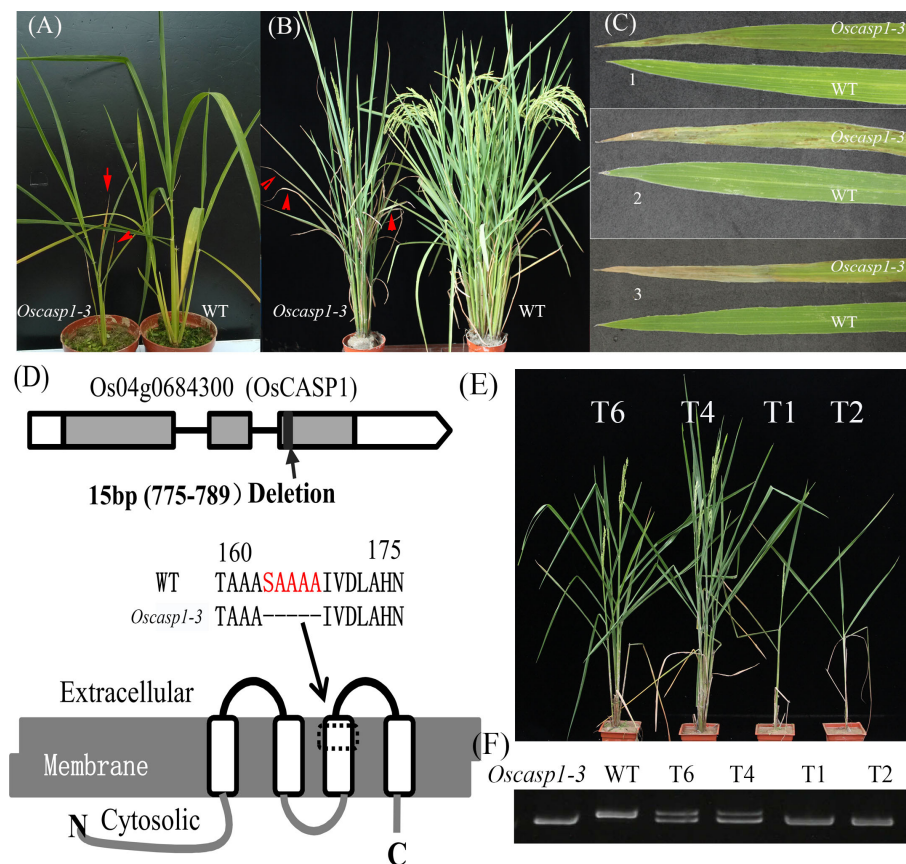 (A)
Oscasp1-3
WT
(B)
Oscasp1-3
WT
(C)
Oscasp1-3
1
WT
2
WT
Oscasp1-3
3
WT
(D)
Os04g0684300 (OsCASP1)
15bp (775-789) Deletion
160 175
WT TAAASAAAAIVDLAHN
Oscasp1-3 TAAA-----IVDLAHN
Extracellular
Membrane
N Cytosolic
C
(E)
T6 T4 T1 T2
(F)
Oscasp1-3 WT T6 T4 T1 T2